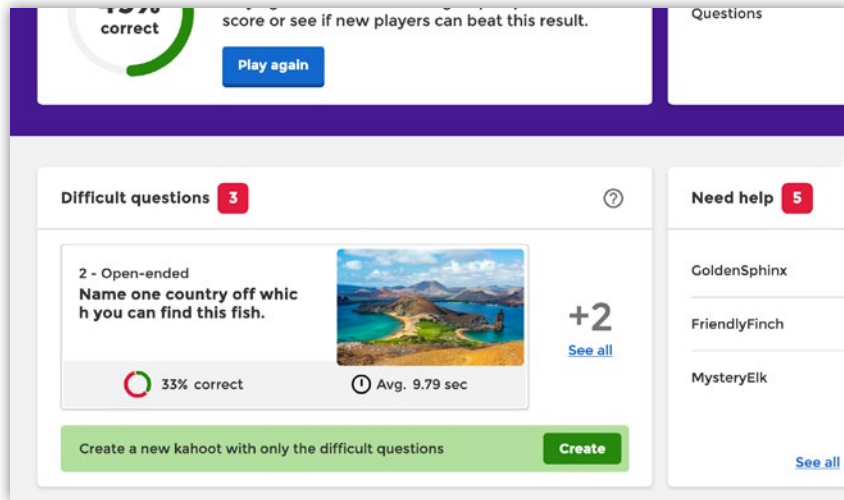 correct
score or see if new players can beat this result.
Play again
Questions
Difficult questions 3
Need help 5
2 - Open-ended
Name one country off whic
h you can find this fish.
33% correct
Avg. 9.79 sec
+2
See all
Create a new kahoot with only the difficult questions
Create
GoldenSphinx
FriendlyFinch
MysteryElk
See all